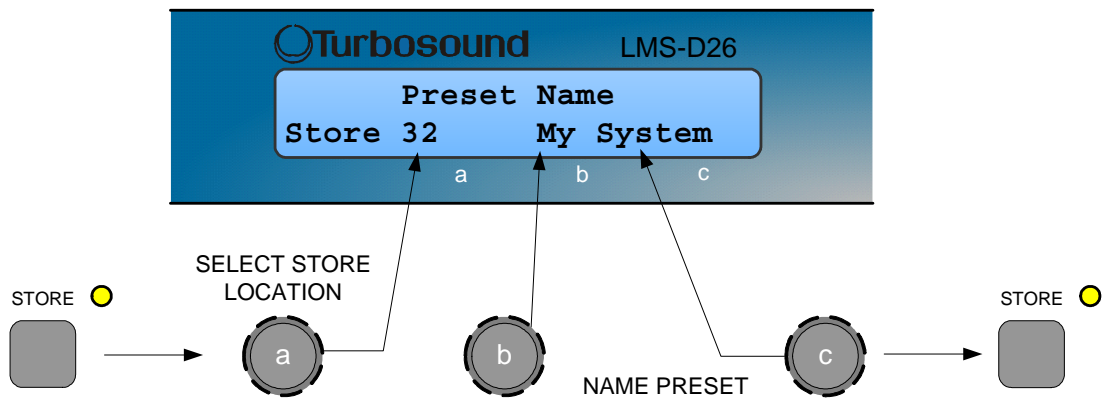 Turbosound LMS-D26
Preset Name
Store 32 My System
a b c
SELECT STORE
LOCATION
STORE
STORE
a
b
c
NAME PRESET